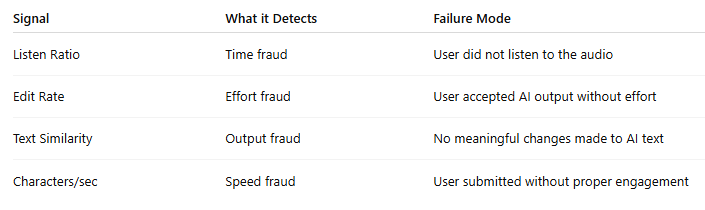 Signal What it Detects Failure Mode
Listen Ratio Time fraud User did not listen to the audio
Edit Rate Effort fraud User accepted AI output without effort
Text Similarity Output fraud No meaningful changes made to AI text
Characters/sec Speed fraud User submitted without proper engagement